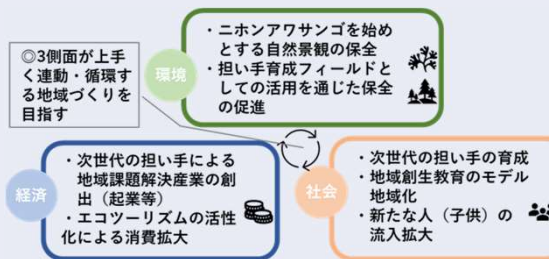 ◎3側面が上手
く連動・循環す
る地域づくりを
目指す
環境
・ニホンアワサンゴを始め
とする自然景観の保全
・担い手育成フィールドと
しての活用を通じた保全
の促進
経済
・次世代の担い手による
地域課題解決産業の創
出（起業等）
・エコツーリズムの活性
化による消費拡大
社会
・次世代の担い手の育成
・地域創生教育のモデル
地域化
・新たな人（子供）の
流入拡大